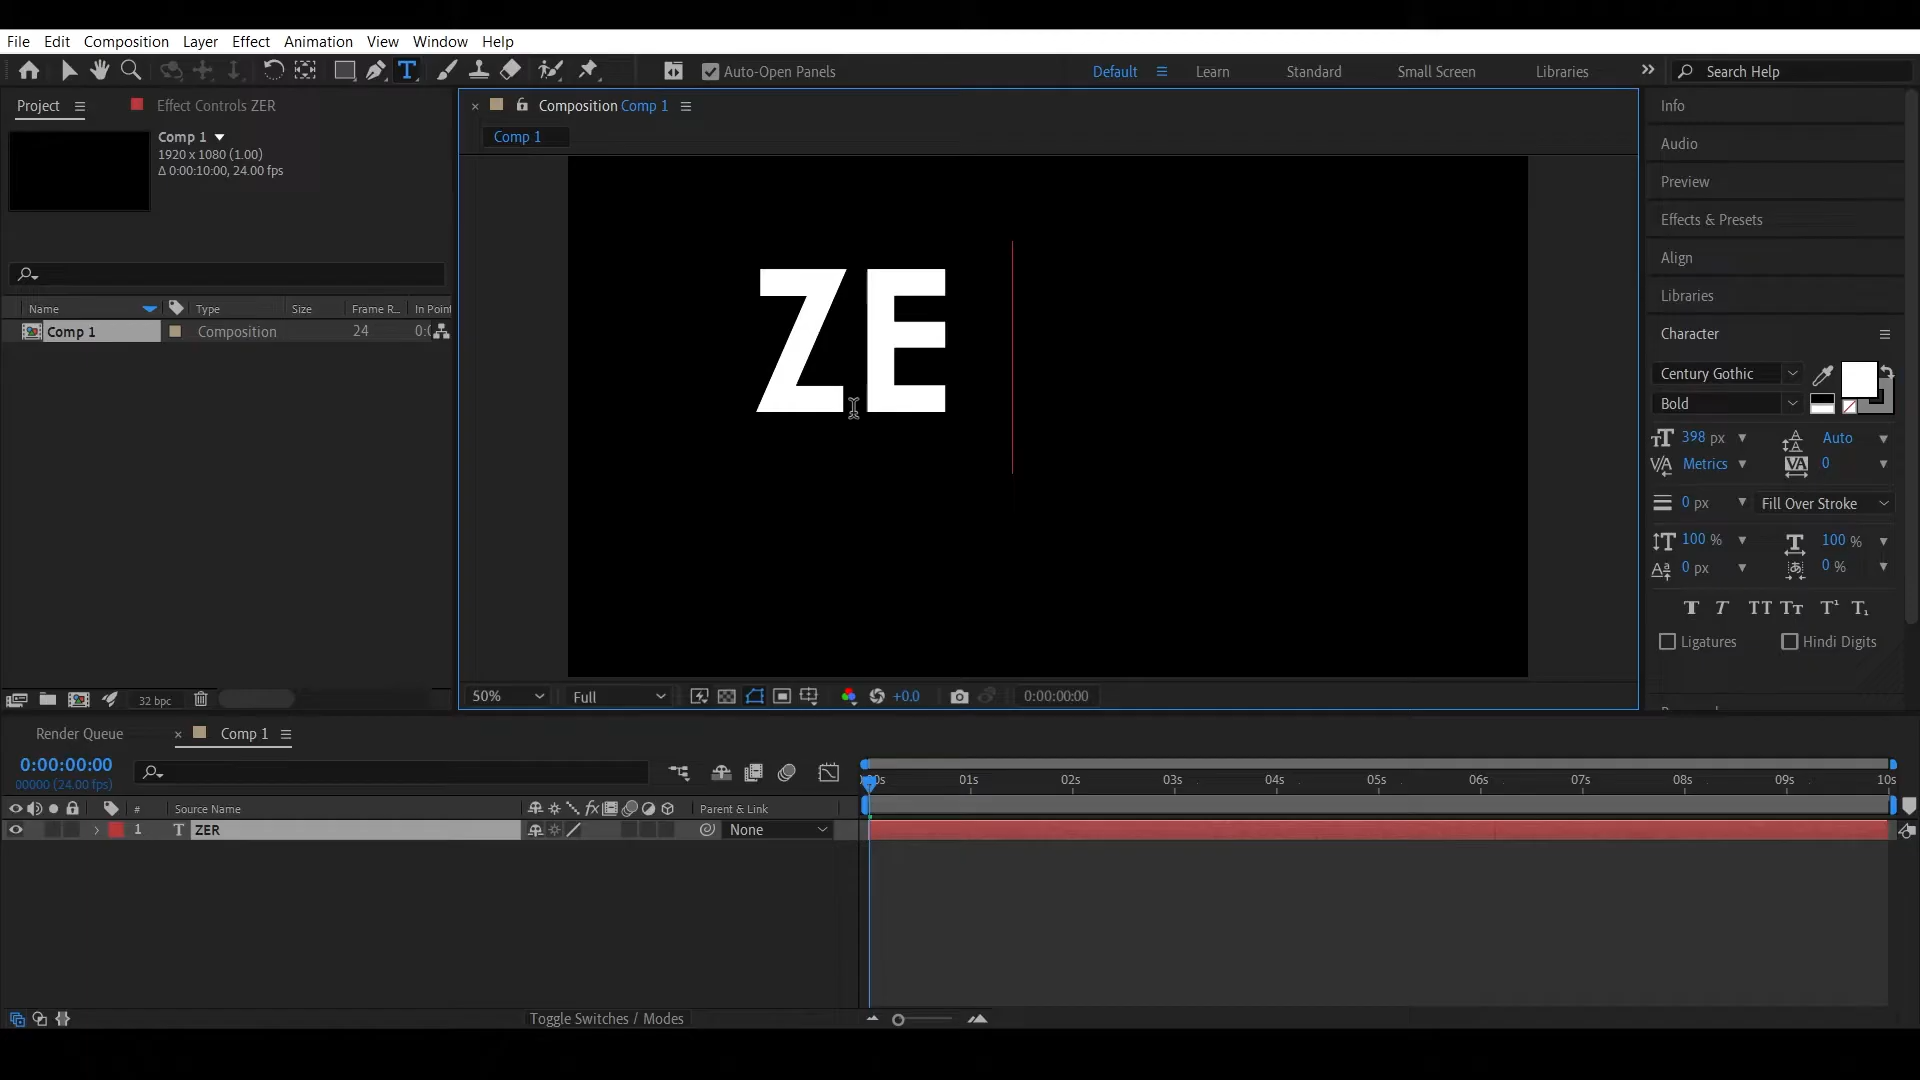 File Edit Composition Layer Effect Animation View Window Help
Auto-Open Panels Default Learn Standard Small Screen Libraries Search Help
Project Effect Controls ZER
Comp 1
1920 x 1080 (1.00)
Δ 0:00:10:00, 24.00 fps
Name Type Size Frame R... In Point
Comp 1 Composition 24
32 bpc
Composition Comp 1
Comp 1
ZE
50% Full +0.0 0:00:00:00
Info
Audio
Preview
Effects & Presets
Align
Libraries
Character
Century Gothic
Bold
398 px Auto
Metrics 0
0 px Fill Over Stroke
100 % 100 %
0 px 0 %
Ligatures Hindi Digits
Render Queue Comp 1
0:00:00:00
00000 (24.00 fps)
01s 02s 03s 04s 05s 06s 07s 08s 09s 10s
# Source Name Parent & Link
1 ZER None
Toggle Switches / Modes